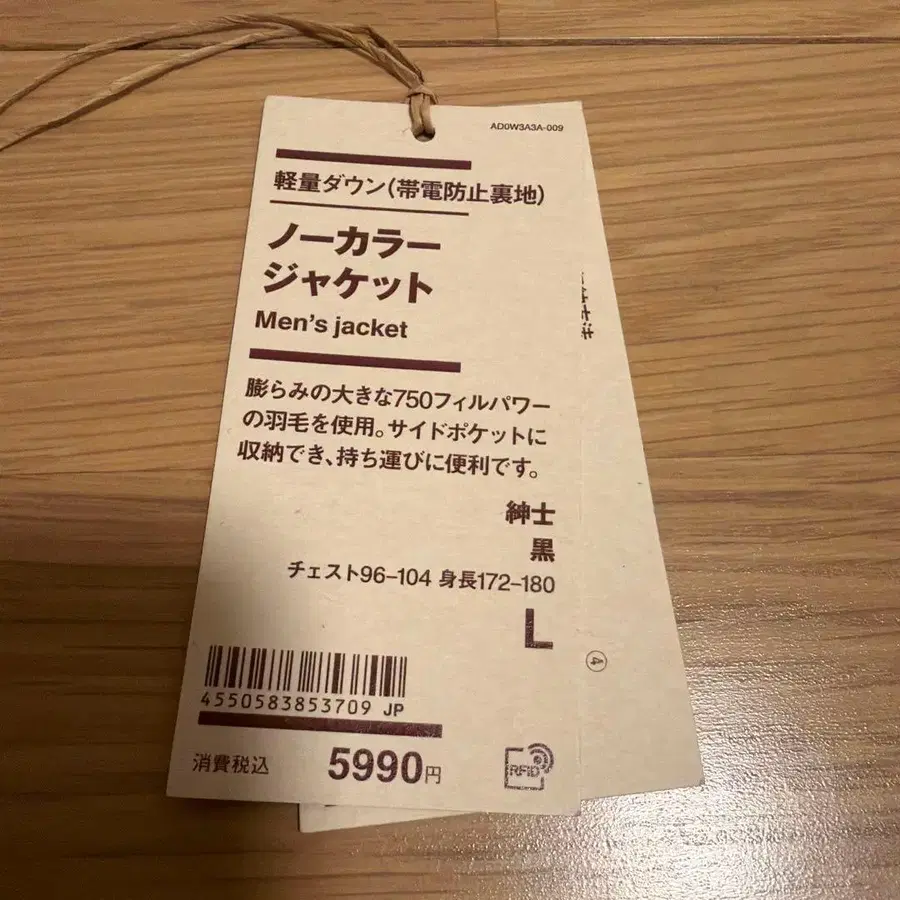 AD0W3A3A-009
軽量ダウン(帯電防止裏地)
ノーカラー
ジャケット
Men's jacket
膨らみの大きな750フィルパワー
の羽毛を使用。サイドポケットに
収納でき、持ち運びに便利です。
紳士
黒
チェスト96-104 身長172-180
L
4550583853709 JP
消費税込 5990円
RFID
④